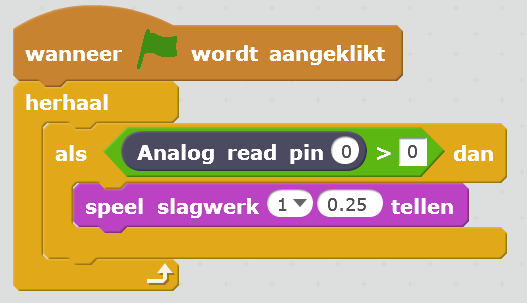 wanneer wordt aangeklikt
herhaal
als Analog read pin 0 > 0 dan
speel slagwerk 1 0.25 tellen